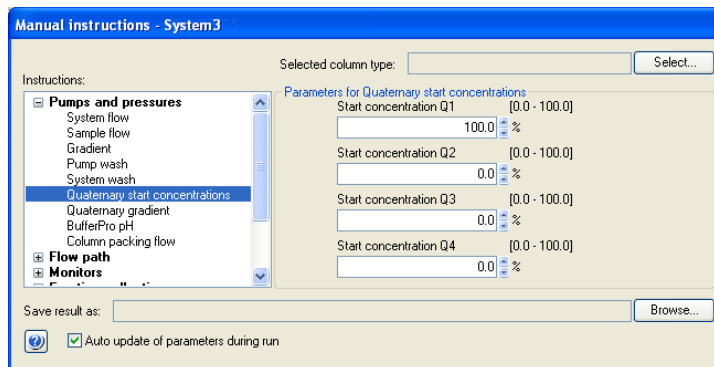 Manual instructions - System3
Selected column type:
Select...
Instructions:
Pumps and pressures
System flow
Sample flow
Gradient
Pump wash
System wash
Quaternary start concentrations
Quaternary gradient
BufferPro pH
Column packing flow
Flow path
Monitors
Parameters for Quaternary start concentrations
Start concentration Q1 [0.0 - 100.0]
100.0 %
Start concentration Q2 [0.0 - 100.0]
0.0 %
Start concentration Q3 [0.0 - 100.0]
0.0 %
Start concentration Q4 [0.0 - 100.0]
0.0 %
Save result as:
Browse...
Auto update of parameters during run